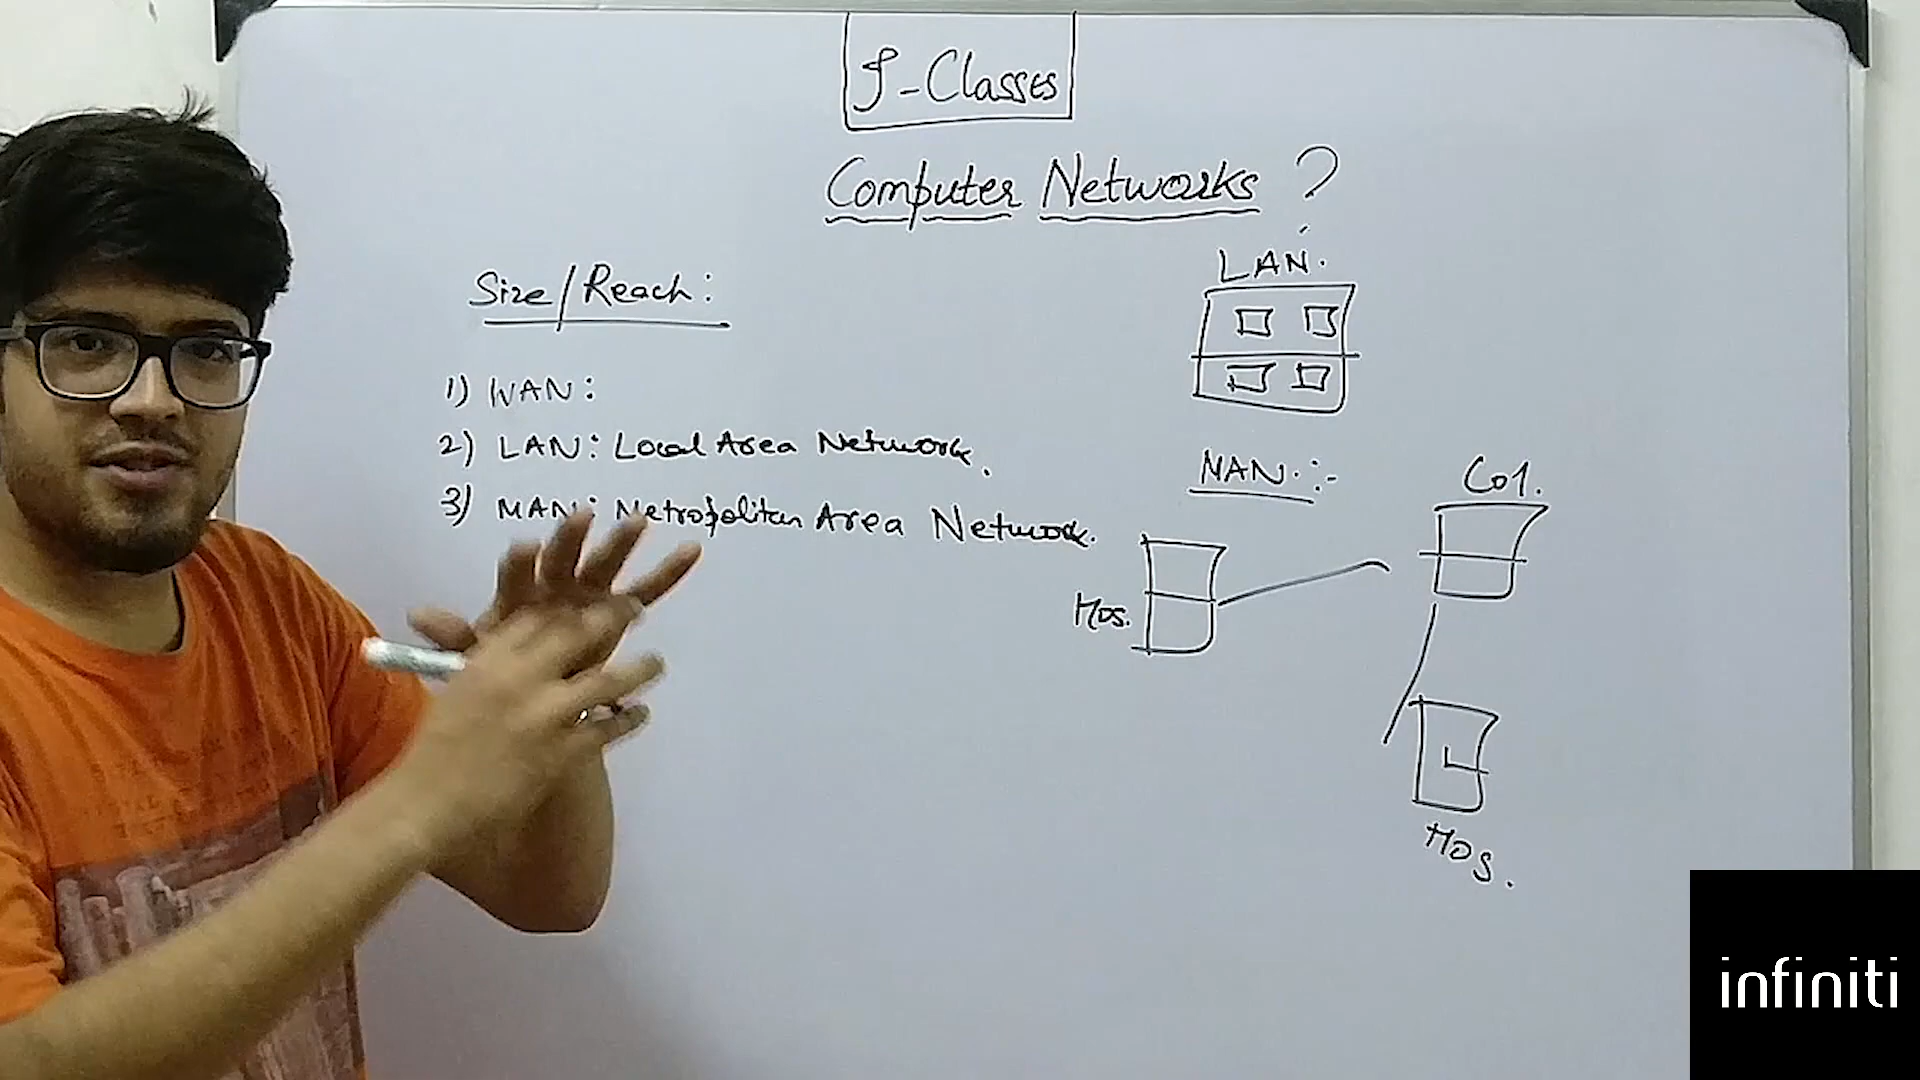 J-Classes
Computer Networks ?
Size/Reach:
1) WAN:
2) LAN: Local Area Network.
3) MAN: Metropolitan Area Network.
LAN.
MAN.:-
Col.
Hos.
Hos.
infiniti